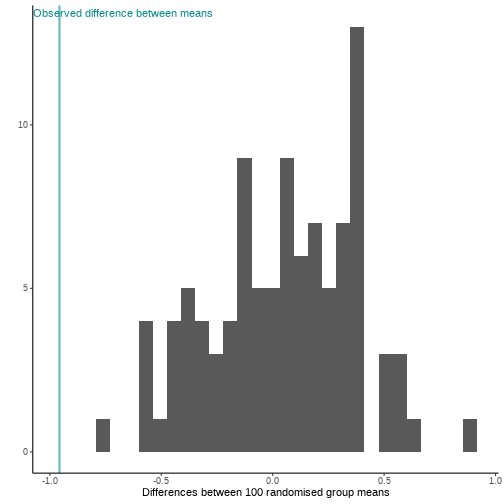 Observed difference between means
10
5
0
-1.0 -0.5 0.0 0.5 1.0
Differences between 100 randomised group means